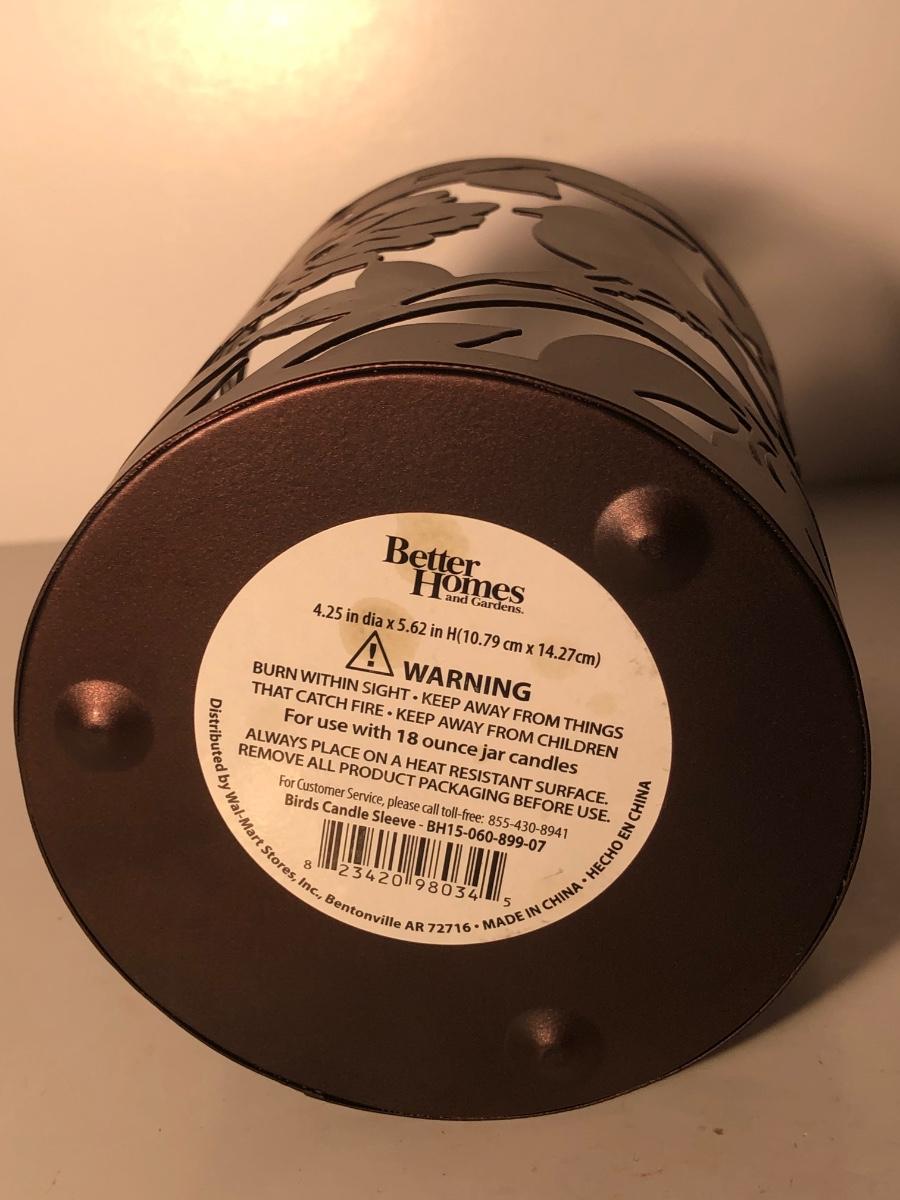 Better
Homes
and Gardens.
4.25 in dia x 5.62 in H(10.79 cm x 14.27cm)
WARNING
BURN WITHIN SIGHT • KEEP AWAY FROM THINGS
THAT CATCH FIRE • KEEP AWAY FROM CHILDREN
For use with 18 ounce jar candles
ALWAYS PLACE ON A HEAT RESISTANT SURFACE.
REMOVE ALL PRODUCT PACKAGING BEFORE USE.
For Customer Service, please call toll-free: 855-430-8941
Birds Candle Sleeve - BH15-060-899-07
8 23420 98034 5
Distributed by Wal-Mart Stores, Inc., Bentonville AR 72716 • MADE IN CHINA • HECHO EN CHINA